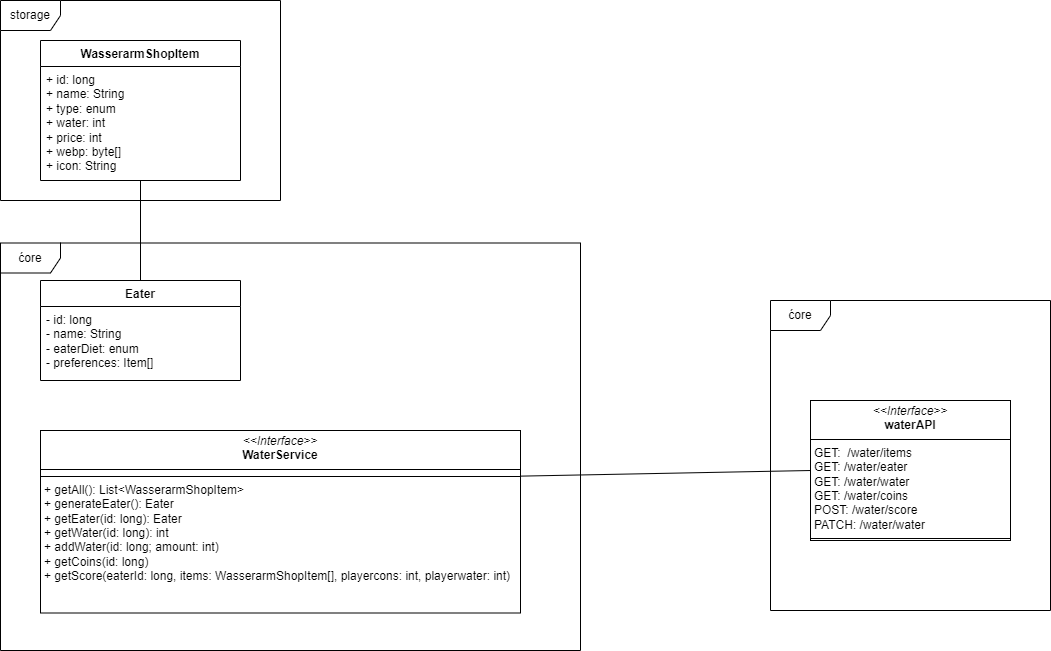 storage
WasserarmShopItem
+ id: long
+ name: String
+ type: enum
+ water: int
+ price: int
+ webp: byte[]
+ icon: String
ćore
Eater
- id: long
- name: String
- eaterDiet: enum
- preferences: Item[]
<<Interface>>
WaterService
+ getAll(): List<WasserarmShopItem>
+ generateEater(): Eater
+ getEater(id: long): Eater
+ getWater(id: long): int
+ addWater(id: long; amount: int)
+ getCoins(id: long)
+ getScore(eaterId: long, items: WasserarmShopItem[], playercons: int, playerwater: int)
ćore
<<Interface>>
waterAPI
GET: /water/items
GET: /water/eater
GET: /water/water
GET: /water/coins
POST: /water/score
PATCH: /water/water